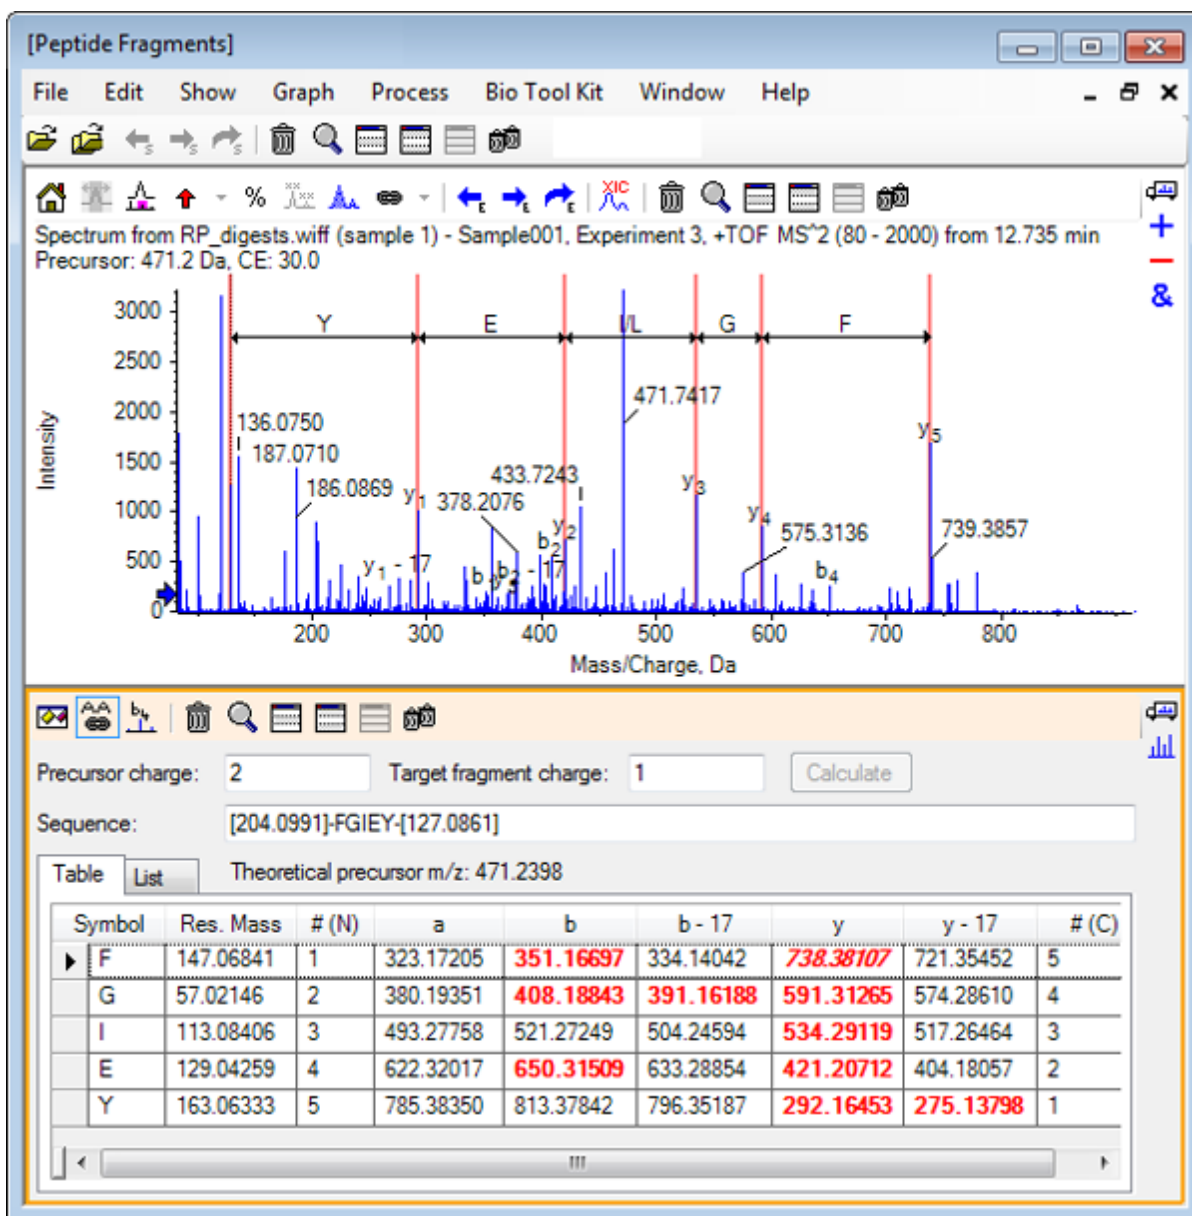 [Peptide Fragments]
File Edit Show Graph Process Bio Tool Kit Window Help
% XIC
Spectrum from RP_digests.wiff (sample 1) - Sample001, Experiment 3, +TOF MS^2 (80 - 2000) from 12.735 min
Precursor: 471.2 Da, CE: 30.0
3000
2500
2000
1500
1000
500
0
Intensity
Y E I/L G F
471.7417
136.0750
187.0710
186.0869
y1
378.2076
433.7243
y2
b2
y3
y4
y5
575.3136
739.3857
y1 - 17
- 17
b4
200 300 400 500 600 700 800
Mass/Charge, Da
Precursor charge: 2 Target fragment charge: 1 Calculate
Sequence: [204.0991]-FGIEY-[127.0861]
Table List Theoretical precursor m/z: 471.2398
Symbol Res. Mass # (N) a b b - 17 y y - 17 # (C)
F 147.06841 1 323.17205 351.16697 334.14042 738.38107 721.35452 5
G 57.02146 2 380.19351 408.18843 391.16188 591.31265 574.28610 4
I 113.08406 3 493.27758 521.27249 504.24594 534.29119 517.26464 3
E 129.04259 4 622.32017 650.31509 633.28854 421.20712 404.18057 2
Y 163.06333 5 785.38350 813.37842 796.35187 292.16453 275.13798 1